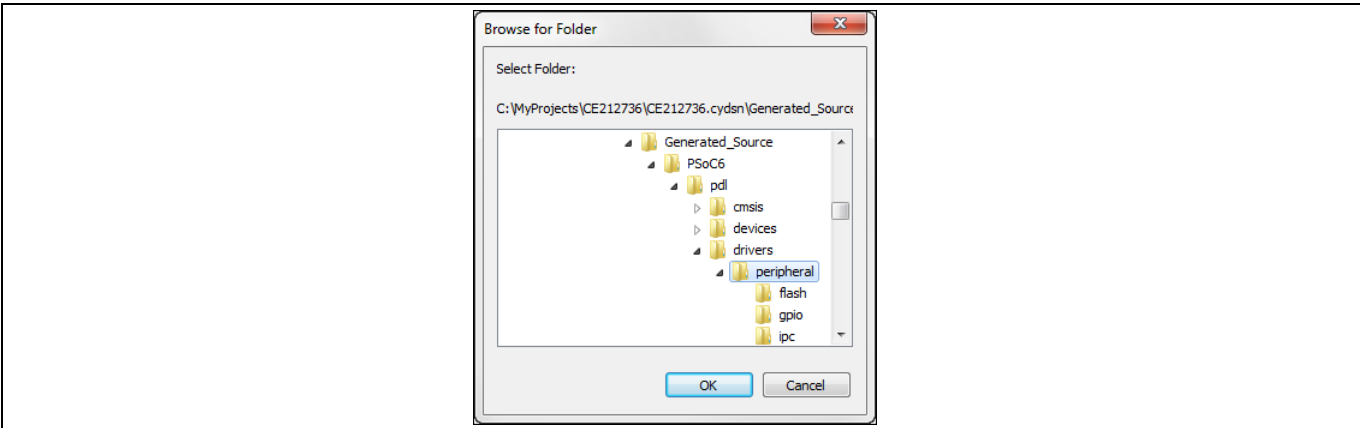 Browse for Folder
Select Folder:
C:\MyProjects\CE212736\CE212736.cydsn\Generated_Source
Generated_Source
PSoC6
pdl
cmsis
devices
drivers
peripheral
flash
gpio
ipc
OK Cancel